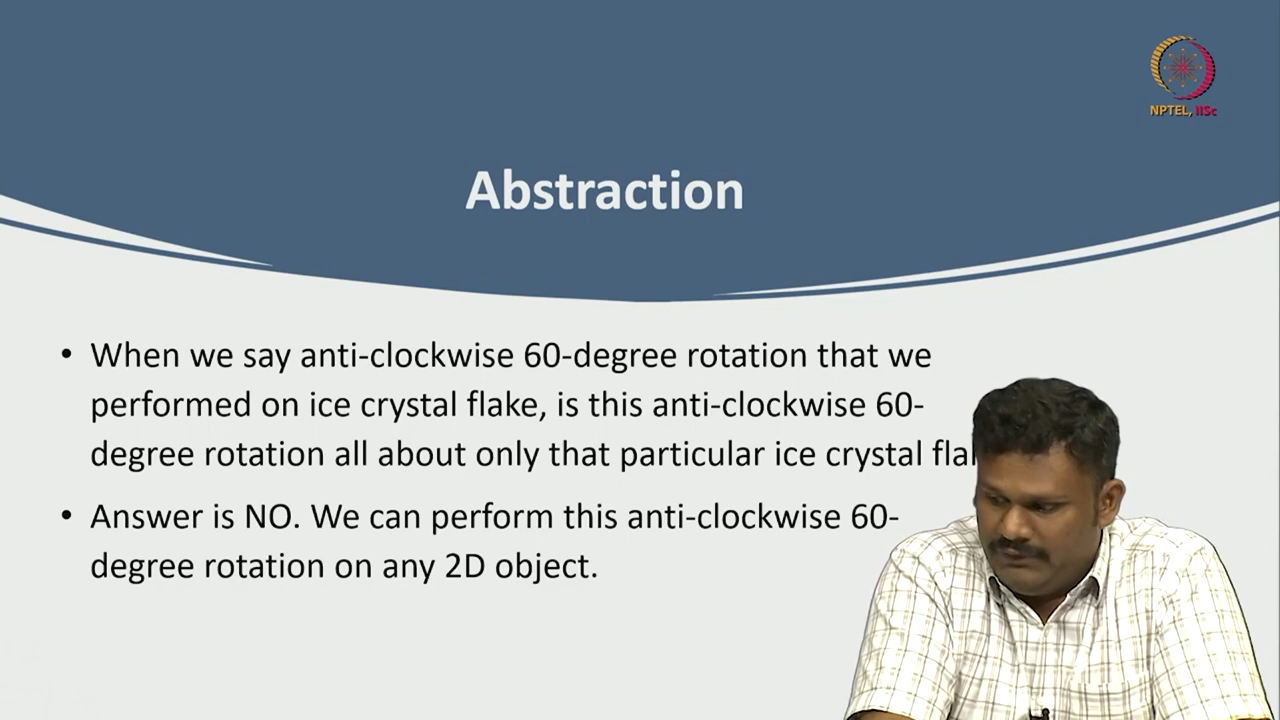 NPTEL, IISc
Abstraction
• When we say anti-clockwise 60-degree rotation that we
performed on ice crystal flake, is this anti-clockwise 60-
degree rotation all about only that particular ice crystal
• Answer is NO. We can perform this anti-clockwise 60-
degree rotation on any 2D object.